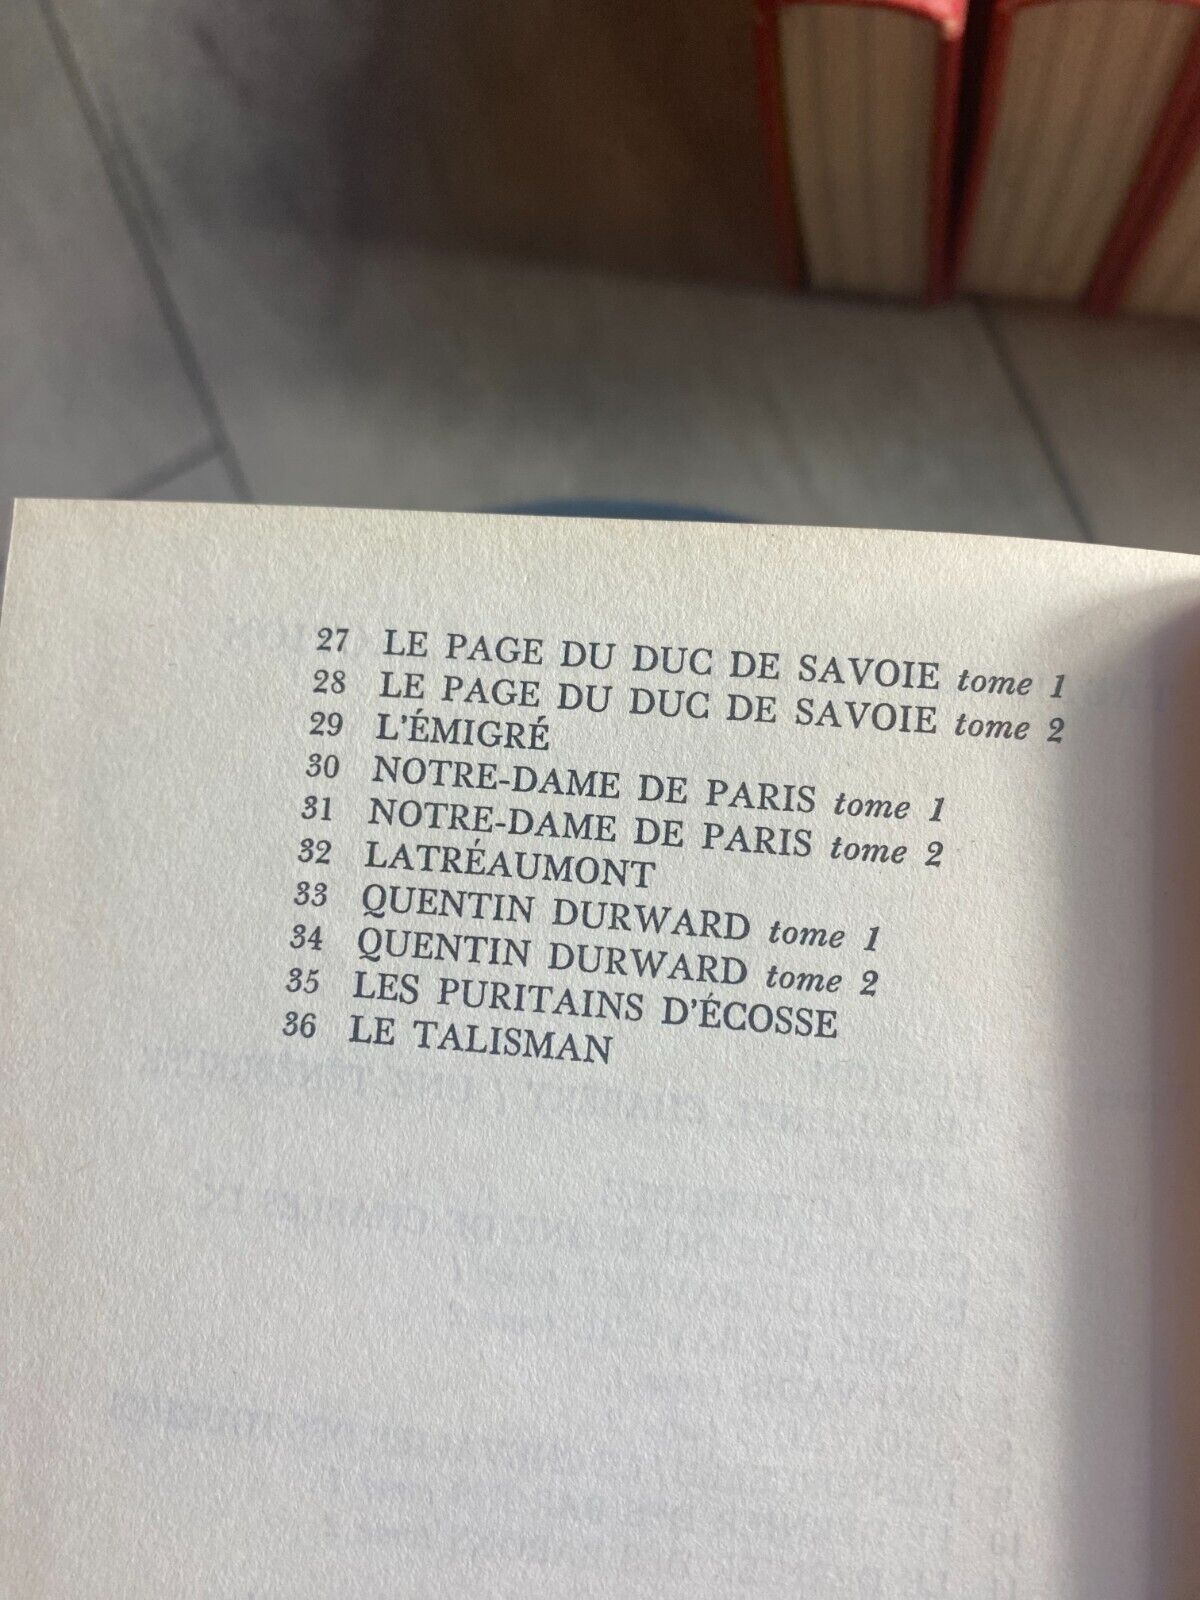 27 LE PAGE DU DUC DE SAVOIE tome 1
28 LE PAGE DU DUC DE SAVOIE tome 2
29 L'ÉMIGRÉ
30 NOTRE-DAME DE PARIS tome 1
31 NOTRE-DAME DE PARIS tome 2
32 LATRÉAUMONT
33 QUENTIN DURWARD tome 1
34 QUENTIN DURWARD tome 2
35 LES PURITAINS D'ÉCOSSE
36 LE TALISMAN